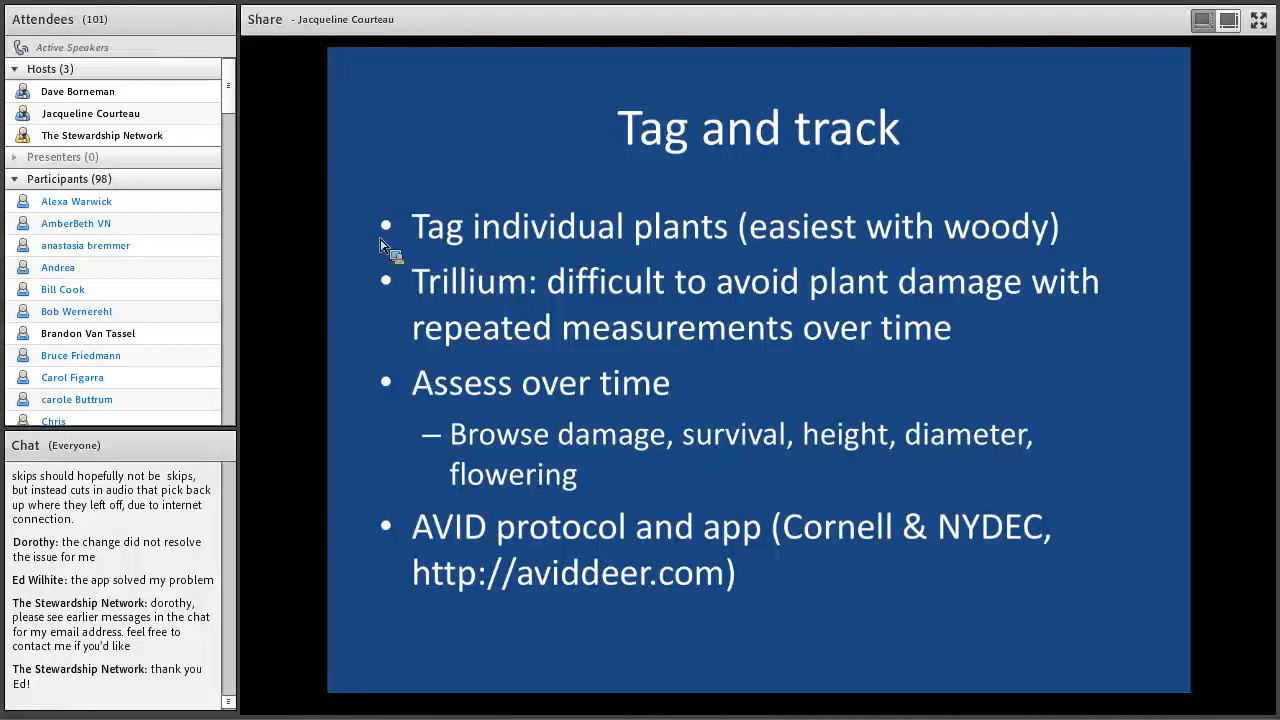 Attendees (101)
Active Speakers
Hosts (3)
Dave Borneman
Jacqueline Courteau
The Stewardship Network
Presenters (0)
Participants (98)
Alexa Warwick
AmberBeth VN
anastasia bremmer
Andrea
Bill Cook
Bob Wernerehl
Brandon Van Tassel
Bruce Friedmann
Carol Figarra
carole Buttrum
Chris
Chat (Everyone)
skips should hopefully not be skips,
but instead cuts in audio that pick back
up where they left off, due to internet
connection.
Dorothy: the change did not resolve
the issue for me
Ed Wilhite: the app solved my problem
The Stewardship Network: dorothy,
please see earlier messages in the chat
for my email address. feel free to
contact me if you'd like
The Stewardship Network: thank you
Ed!
Share - Jacqueline Courteau
Tag and track
• Tag individual plants (easiest with woody)
• Trillium: difficult to avoid plant damage with
repeated measurements over time
• Assess over time
– Browse damage, survival, height, diameter,
flowering
• AVID protocol and app (Cornell & NYDEC,
http://aviddeer.com)